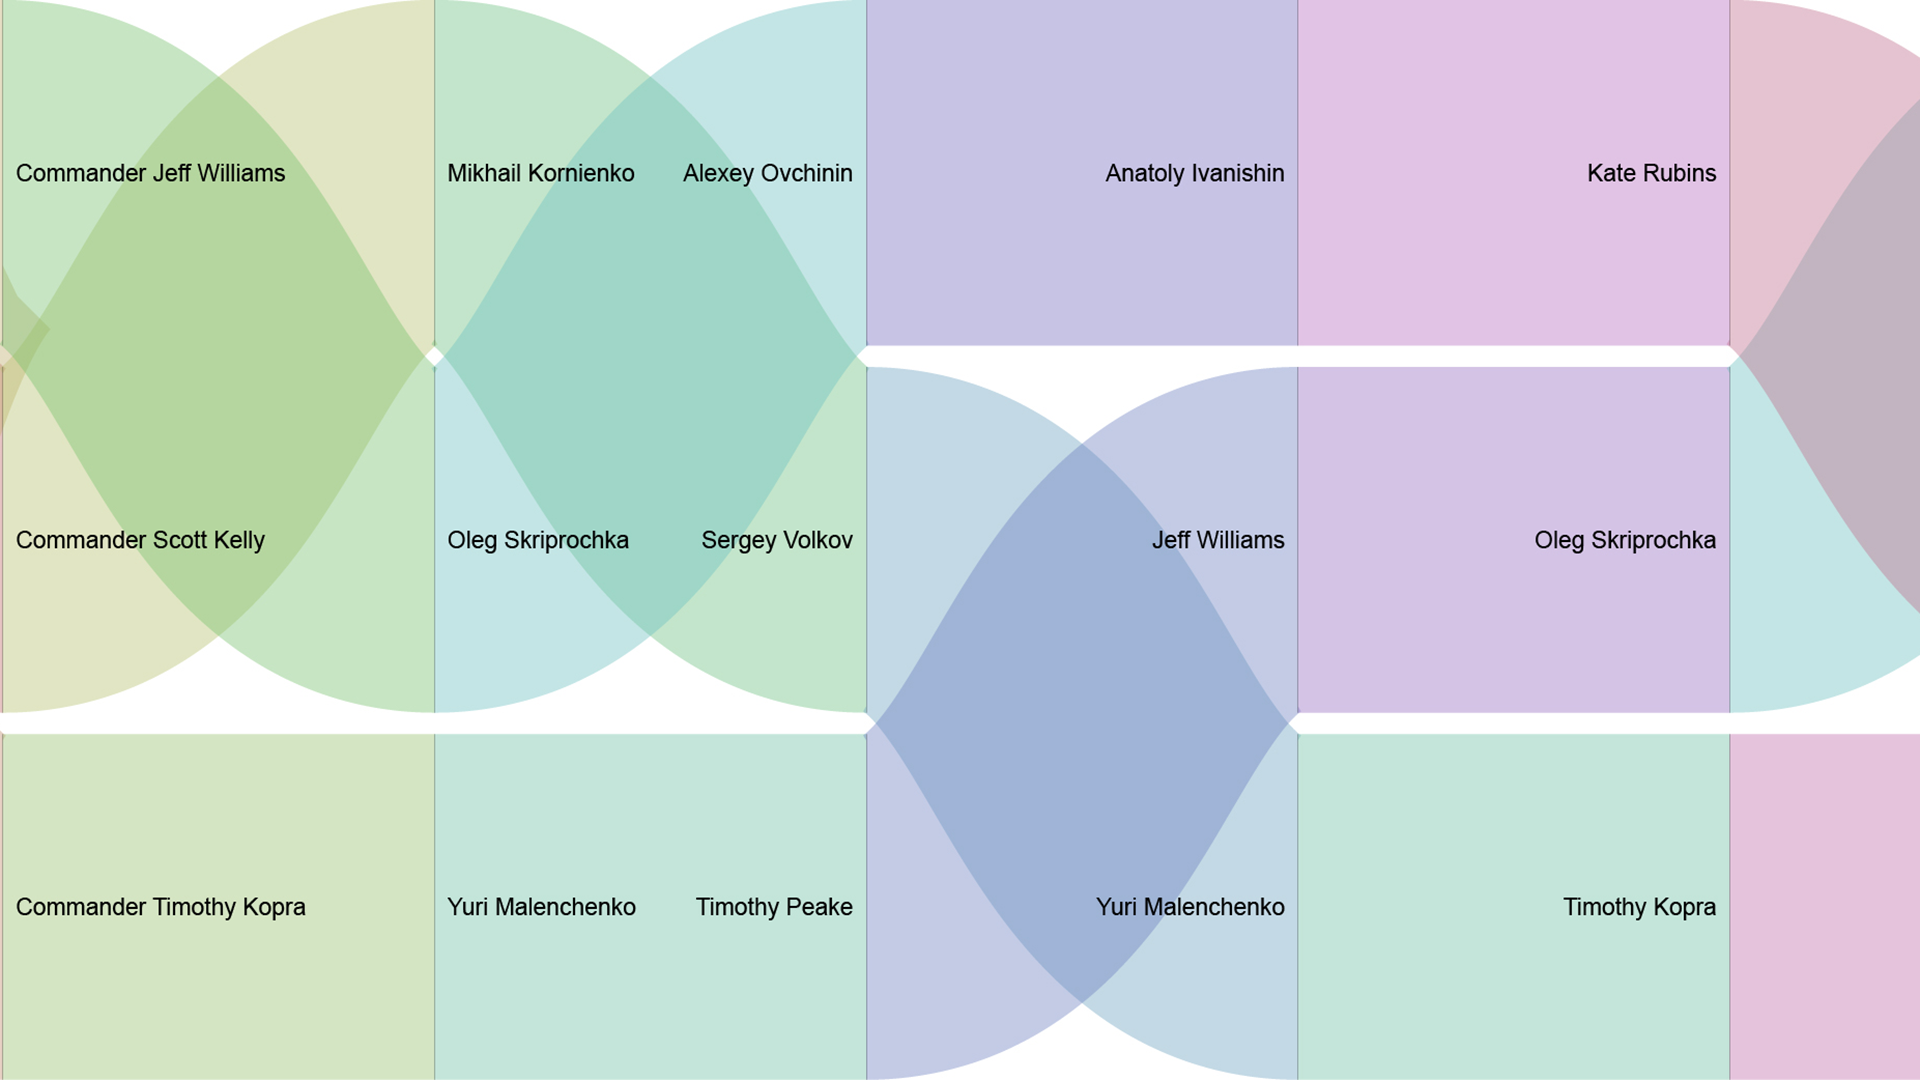 Commander Jeff Williams
Mikhail Kornienko
Alexey Ovchinin
Anatoly Ivanishin
Kate Rubins
Commander Scott Kelly
Oleg Skriprochka
Sergey Volkov
Jeff Williams
Oleg Skriprochka
Commander Timothy Kopra
Yuri Malenchenko
Timothy Peake
Yuri Malenchenko
Timothy Kopra